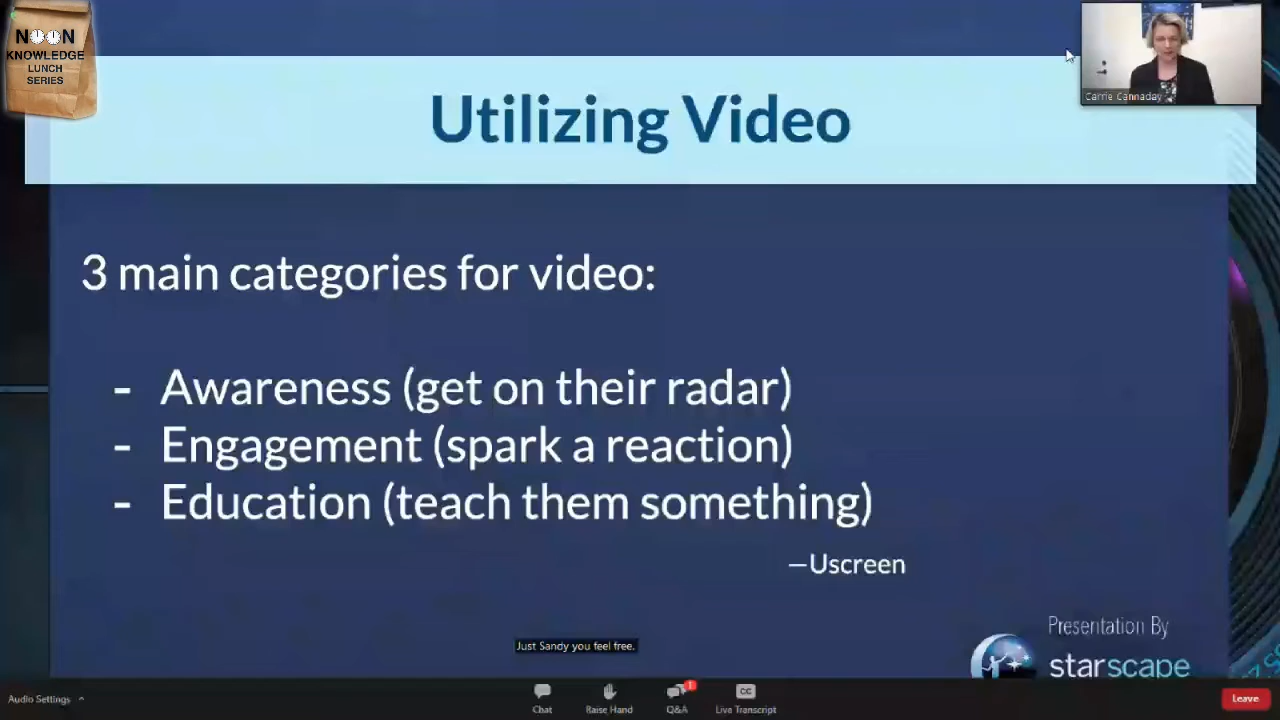 NOON
KNOWLEDGE
LUNCH
SERIES
Carrie Cannaday
Utilizing Video
3 main categories for video:
- Awareness (get on their radar)
- Engagement (spark a reaction)
- Education (teach them something)
—Uscreen
Just Sandy you feel free.
Presentation By
starscape
Audio Settings
Chat
Raise Hand
1
Q&A
CC
Live Transcript
Leave